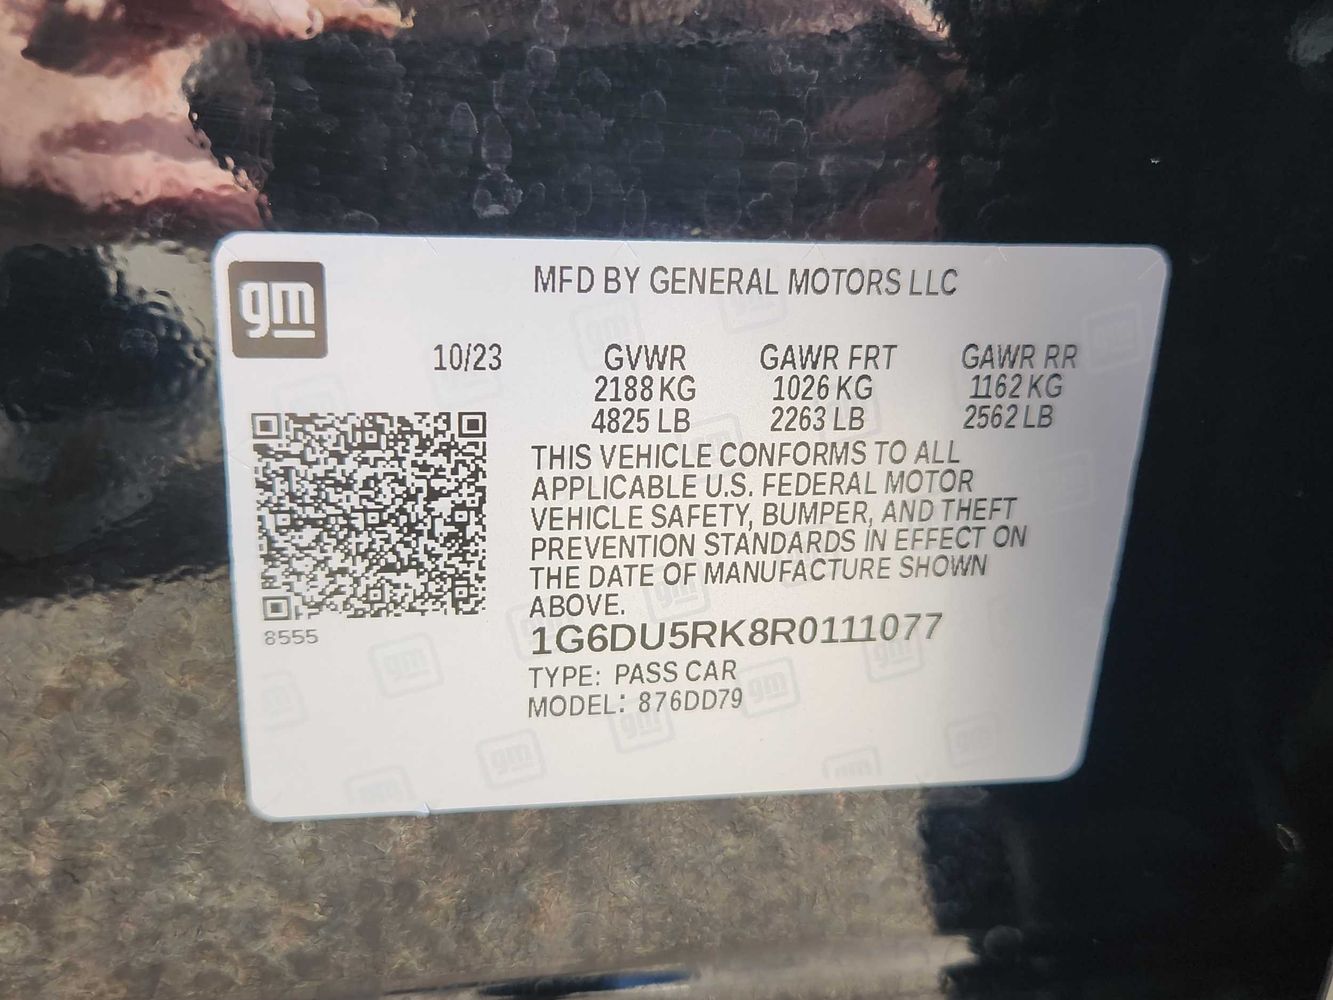 gm
MFD BY GENERAL MOTORS LLC
10/23 GVWR GAWR FRT GAWR RR
2188 KG 1026 KG 1162 KG
4825 LB 2263 LB 2562 LB
THIS VEHICLE CONFORMS TO ALL
APPLICABLE U.S. FEDERAL MOTOR
VEHICLE SAFETY, BUMPER, AND THEFT
PREVENTION STANDARDS IN EFFECT ON
THE DATE OF MANUFACTURE SHOWN
ABOVE.
8555
1G6DU5RK8R0111077
TYPE: PASS CAR
MODEL: 876DD79